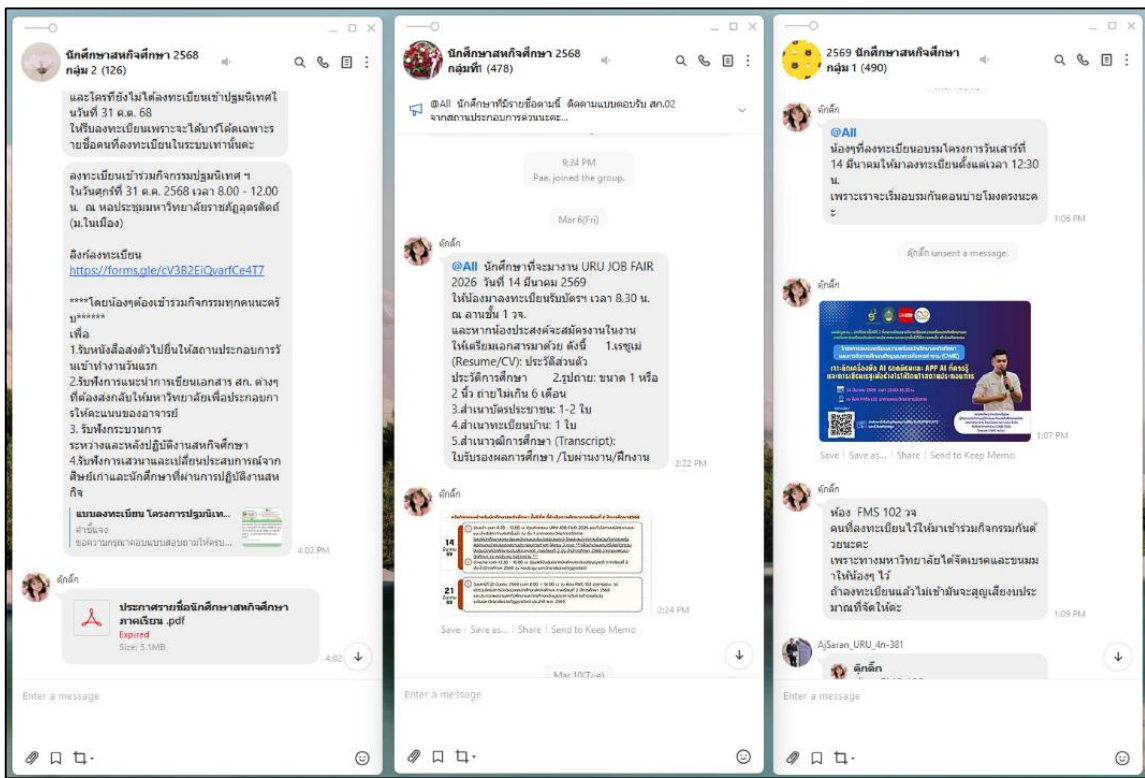 นักศึกษาสหกิจศึกษา 2568
กลุ่ม 2 (126)
และใครที่ยังไม่ได้ลงทะเบียนเข้าปฐมนิเทศใ
นวันที่ 31 ต.ค. 68
ให้รีบลงทะเบียนเพราะจะได้บาร์โค้ดเฉพาะร
ายชื่อคนที่ลงทะเบียนในระบบเท่านั้นค่ะ
ลงทะเบียนเข้าร่วมกิจกรรมปฐมนิเทศ ฯ
ในวันศุกร์ที่ 31 ต.ค. 2568 เวลา 8.00 - 12.00
น. ณ หอประชุมมหาวิทยาลัยราชภัฏอุตรดิตถ์
(ม.ในเมือง)
ลิงก์ลงทะเบียน
https://forms.gle/cV3B2EiQvarfCe4T7
****โดยน้องๆต้องเข้าร่วมกิจกรรมทุกคนนะครั
บ******
เพื่อ
1.รับหนังสือส่งตัวไปยื่นให้สถานประกอบการวั
นเข้าทำงานวันแรก
2.รับฟังการแนะนำการเขียนเอกสาร สก. ต่างๆ
ที่ต้องส่งกลับให้มหาวิทยาลัยเพื่อประกอบกา
รให้คะแนนของอาจารย์
3. รับฟังกระบวนการ
ระหว่างและหลังปฏิบัติงานสหกิจศึกษา
4.รับฟังการเสวนาและเปลี่ยนประสบการณ์จาก
ศิษย์เก่าและนักศึกษาที่ผ่านการปฏิบัติงานสห
กิจ
แบบลงทะเบียน โครงการปฐมนิเท...
คำชี้แจง
ขอความกรุณาตอบแบบสอบถามให้ครบ...
4:02 PM
ตุ๊กติ๊ก
ประกาศรายชื่อนักศึกษาสหกิจศึกษา
ภาคเรียน .pdf
Expired
Size: 5.1MB
4:02
Enter a message
นักศึกษาสหกิจศึกษา 2568
กลุ่มที่1 (478)
@All นักศึกษาที่มีรายชื่อตามนี้ ติดตามแบบตอบรับ สก.02
จากสถานประกอบการด่วนนะคะ...
9:24 PM
Pae. joined the group.
Mar 6(Fri)
ตุ๊กติ๊ก
@All นักศึกษาที่จะมางาน URU JOB FAIR
2026 วันที่ 14 มีนาคม 2569
ให้น้องมาลงทะเบียนรับบัตรฯ เวลา 8.30 น.
ณ ลานชั้น 1 วจ.
และหากน้องประสงค์จะสมัครงานในงาน
ให้เตรียมเอกสารมาด้วย ดังนี้ 1.เรซูเม่
(Resume/CV): ประวัติส่วนตัว
ประวัติการศึกษา 2.รูปถ่าย: ขนาด 1 หรือ
2 นิ้ว ถ่ายไม่เกิน 6 เดือน
3.สำเนาบัตรประชาชน: 1-2 ใบ
4.สำเนาทะเบียนบ้าน: 1 ใบ
5.สำเนาวุฒิการศึกษา (Transcript):
ใบรับรองผลการศึกษา /ใบผ่านงาน/ฝึกงาน
2:22 PM
ตุ๊กติ๊ก
14
มีนาคม
69
21
มีนาคม
69
2:24 PM
Save | Save as... | Share | Send to Keep Memo
Mar 10(Tue)
Enter a message
2569 นักศึกษาสหกิจศึกษา
กลุ่ม 1 (490)
ตุ๊กติ๊ก
@All
น้องๆที่ลงทะเบียนอบรมโครงการวันเสาร์ที่
14 มีนาคมให้มาลงทะเบียนตั้งแต่เวลา 12:30
น.
เพราะเราจะเริ่มอบรมกันตอนบ่ายโมงตรงนะค
ะ
1:06 PM
ตุ๊กติ๊ก unsent a message.
ตุ๊กติ๊ก
1:07 PM
Save | Save as... | Share | Send to Keep Memo
ตุ๊กติ๊ก
ห้อง FMS 102 วจ
คนที่ลงทะเบียนไว้ให้มาเข้าร่วมกิจกรรมกันด้
วยนะคะ
เพราะทางมหาวิทยาลัยได้จัดเบรคและขนมม
าให้น้องๆ ไว้
ถ้าลงทะเบียนแล้วไม่เข้ามันจะสูญเสียงบประ
มาณที่จัดให้ค่ะ
1:09 PM
AjSaran_URU_4ก-381
ตุ๊กติ๊ก
Enter a message